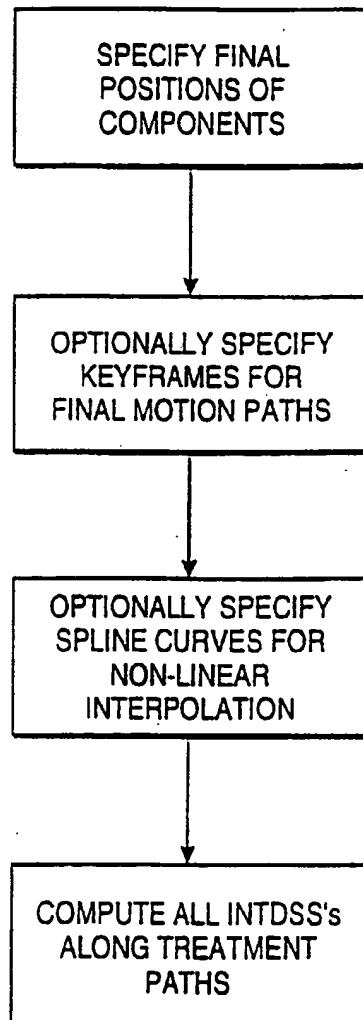 SPECIFY FINAL
POSITIONS OF
COMPONENTS
OPTIONALLY SPECIFY
KEYFRAMES FOR
FINAL MOTION PATHS
OPTIONALLY SPECIFY
SPLINE CURVES FOR
NON-LINEAR
INTERPOLATION
COMPUTE ALL INTDSS's
ALONG TREATMENT
PATHS